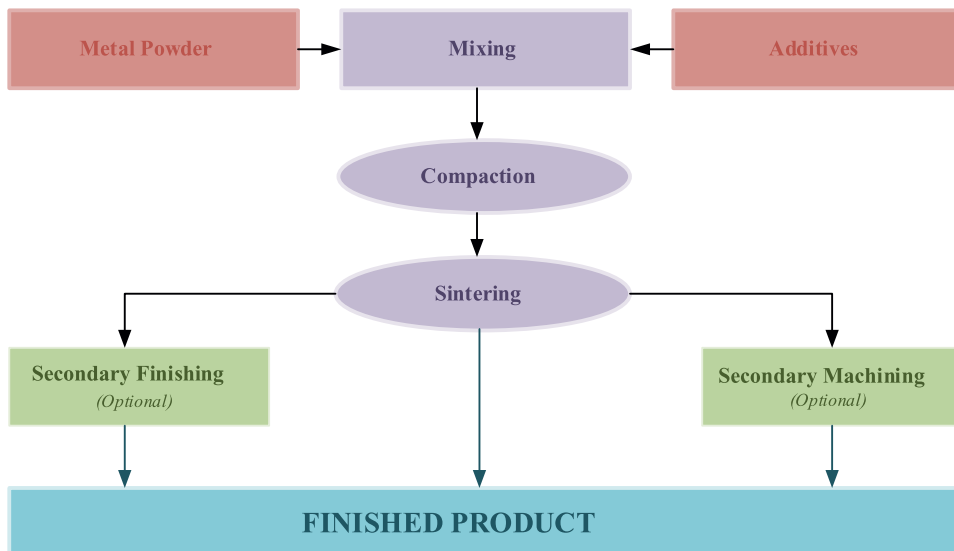 Metal Powder
Mixing
Additives
Compaction
Sintering
Secondary Finishing
(Optional)
Secondary Machining
(Optional)
FINISHED PRODUCT